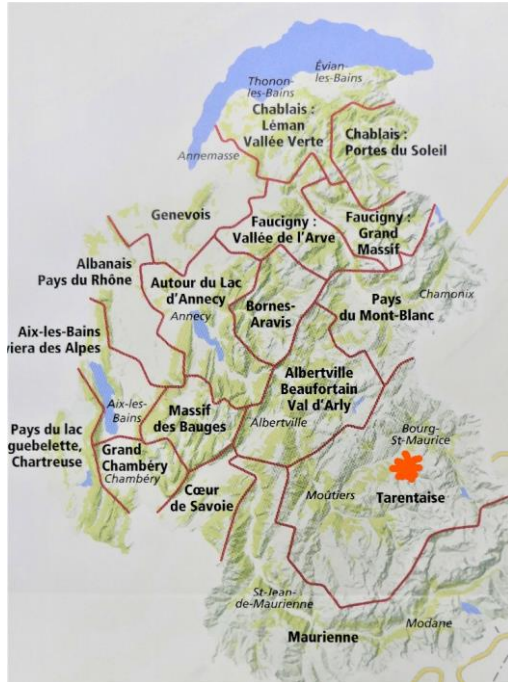 Évian-
les-Bains
Thonon-
les-Bains
Chablais :
Léman
Vallée Verte
Chablais :
Portes du Soleil
Annemasse
Genevois
Faucigny :
Vallée de l'Arve
Faucigny :
Grand
Massif
Albanais
Pays du Rhône
Autour du Lac
d'Annecy
Annecy
Bornes-
Aravis
Pays
du Mont-Blanc
Chamonix
Aix-les-Bains
viera des Alpes
Albertville
Beaufortain
Val d'Arly
Aix-les-
Bains
Massif
des Bauges
Albertville
Bourg-
St-Maurice
Pays du lac
guebelette,
Chartreuse
Grand
Chambéry
Chambéry
Cœur
de Savoie
Moûtiers
Tarentaise
St-Jean-
de-Maurienne
Maurienne
Modane